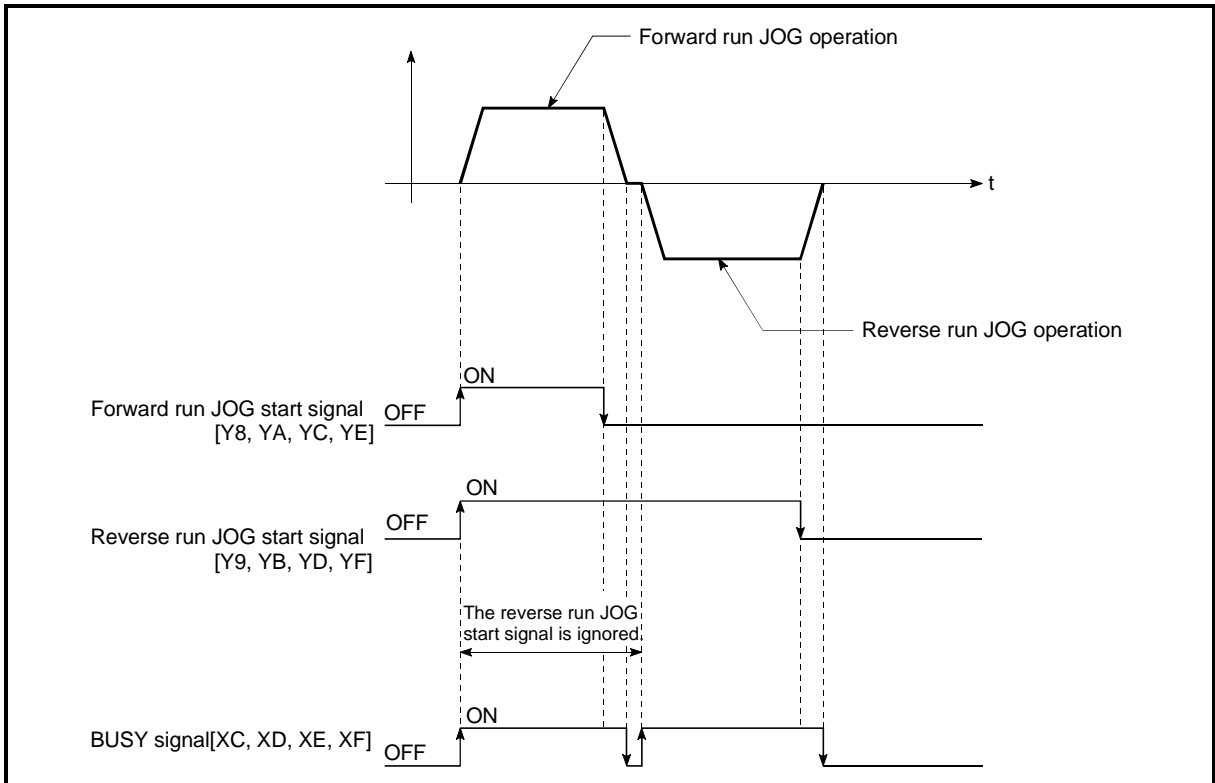 Forward run JOG operation
t
Reverse run JOG operation
ON
Forward run JOG start signal OFF
[Y8, YA, YC, YE]
ON
Reverse run JOG start signal OFF
[Y9, YB, YD, YF]
The reverse run JOG
start signal is ignored.
ON
BUSY signal[XC, XD, XE, XF] OFF